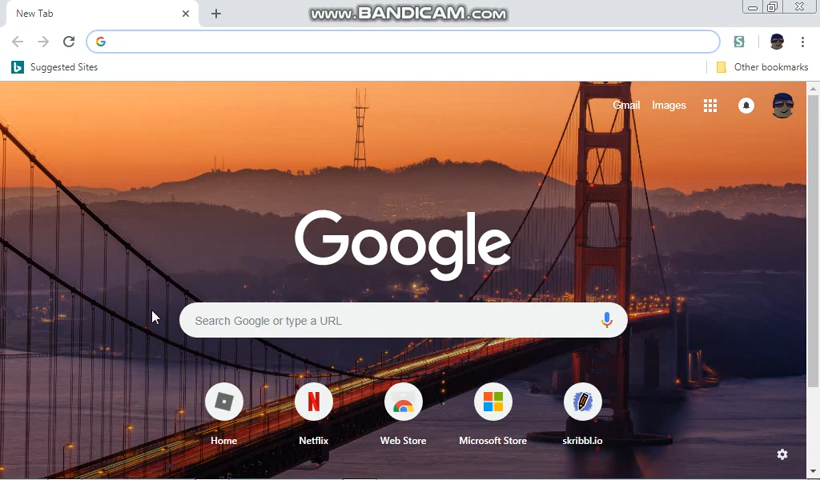 New Tab
WWW.BANDICAM.COM
Suggested Sites
Other bookmarks
Gmail Images
Google
Search Google or type a URL
Home Netflix Web Store Microsoft Store skribbl.io